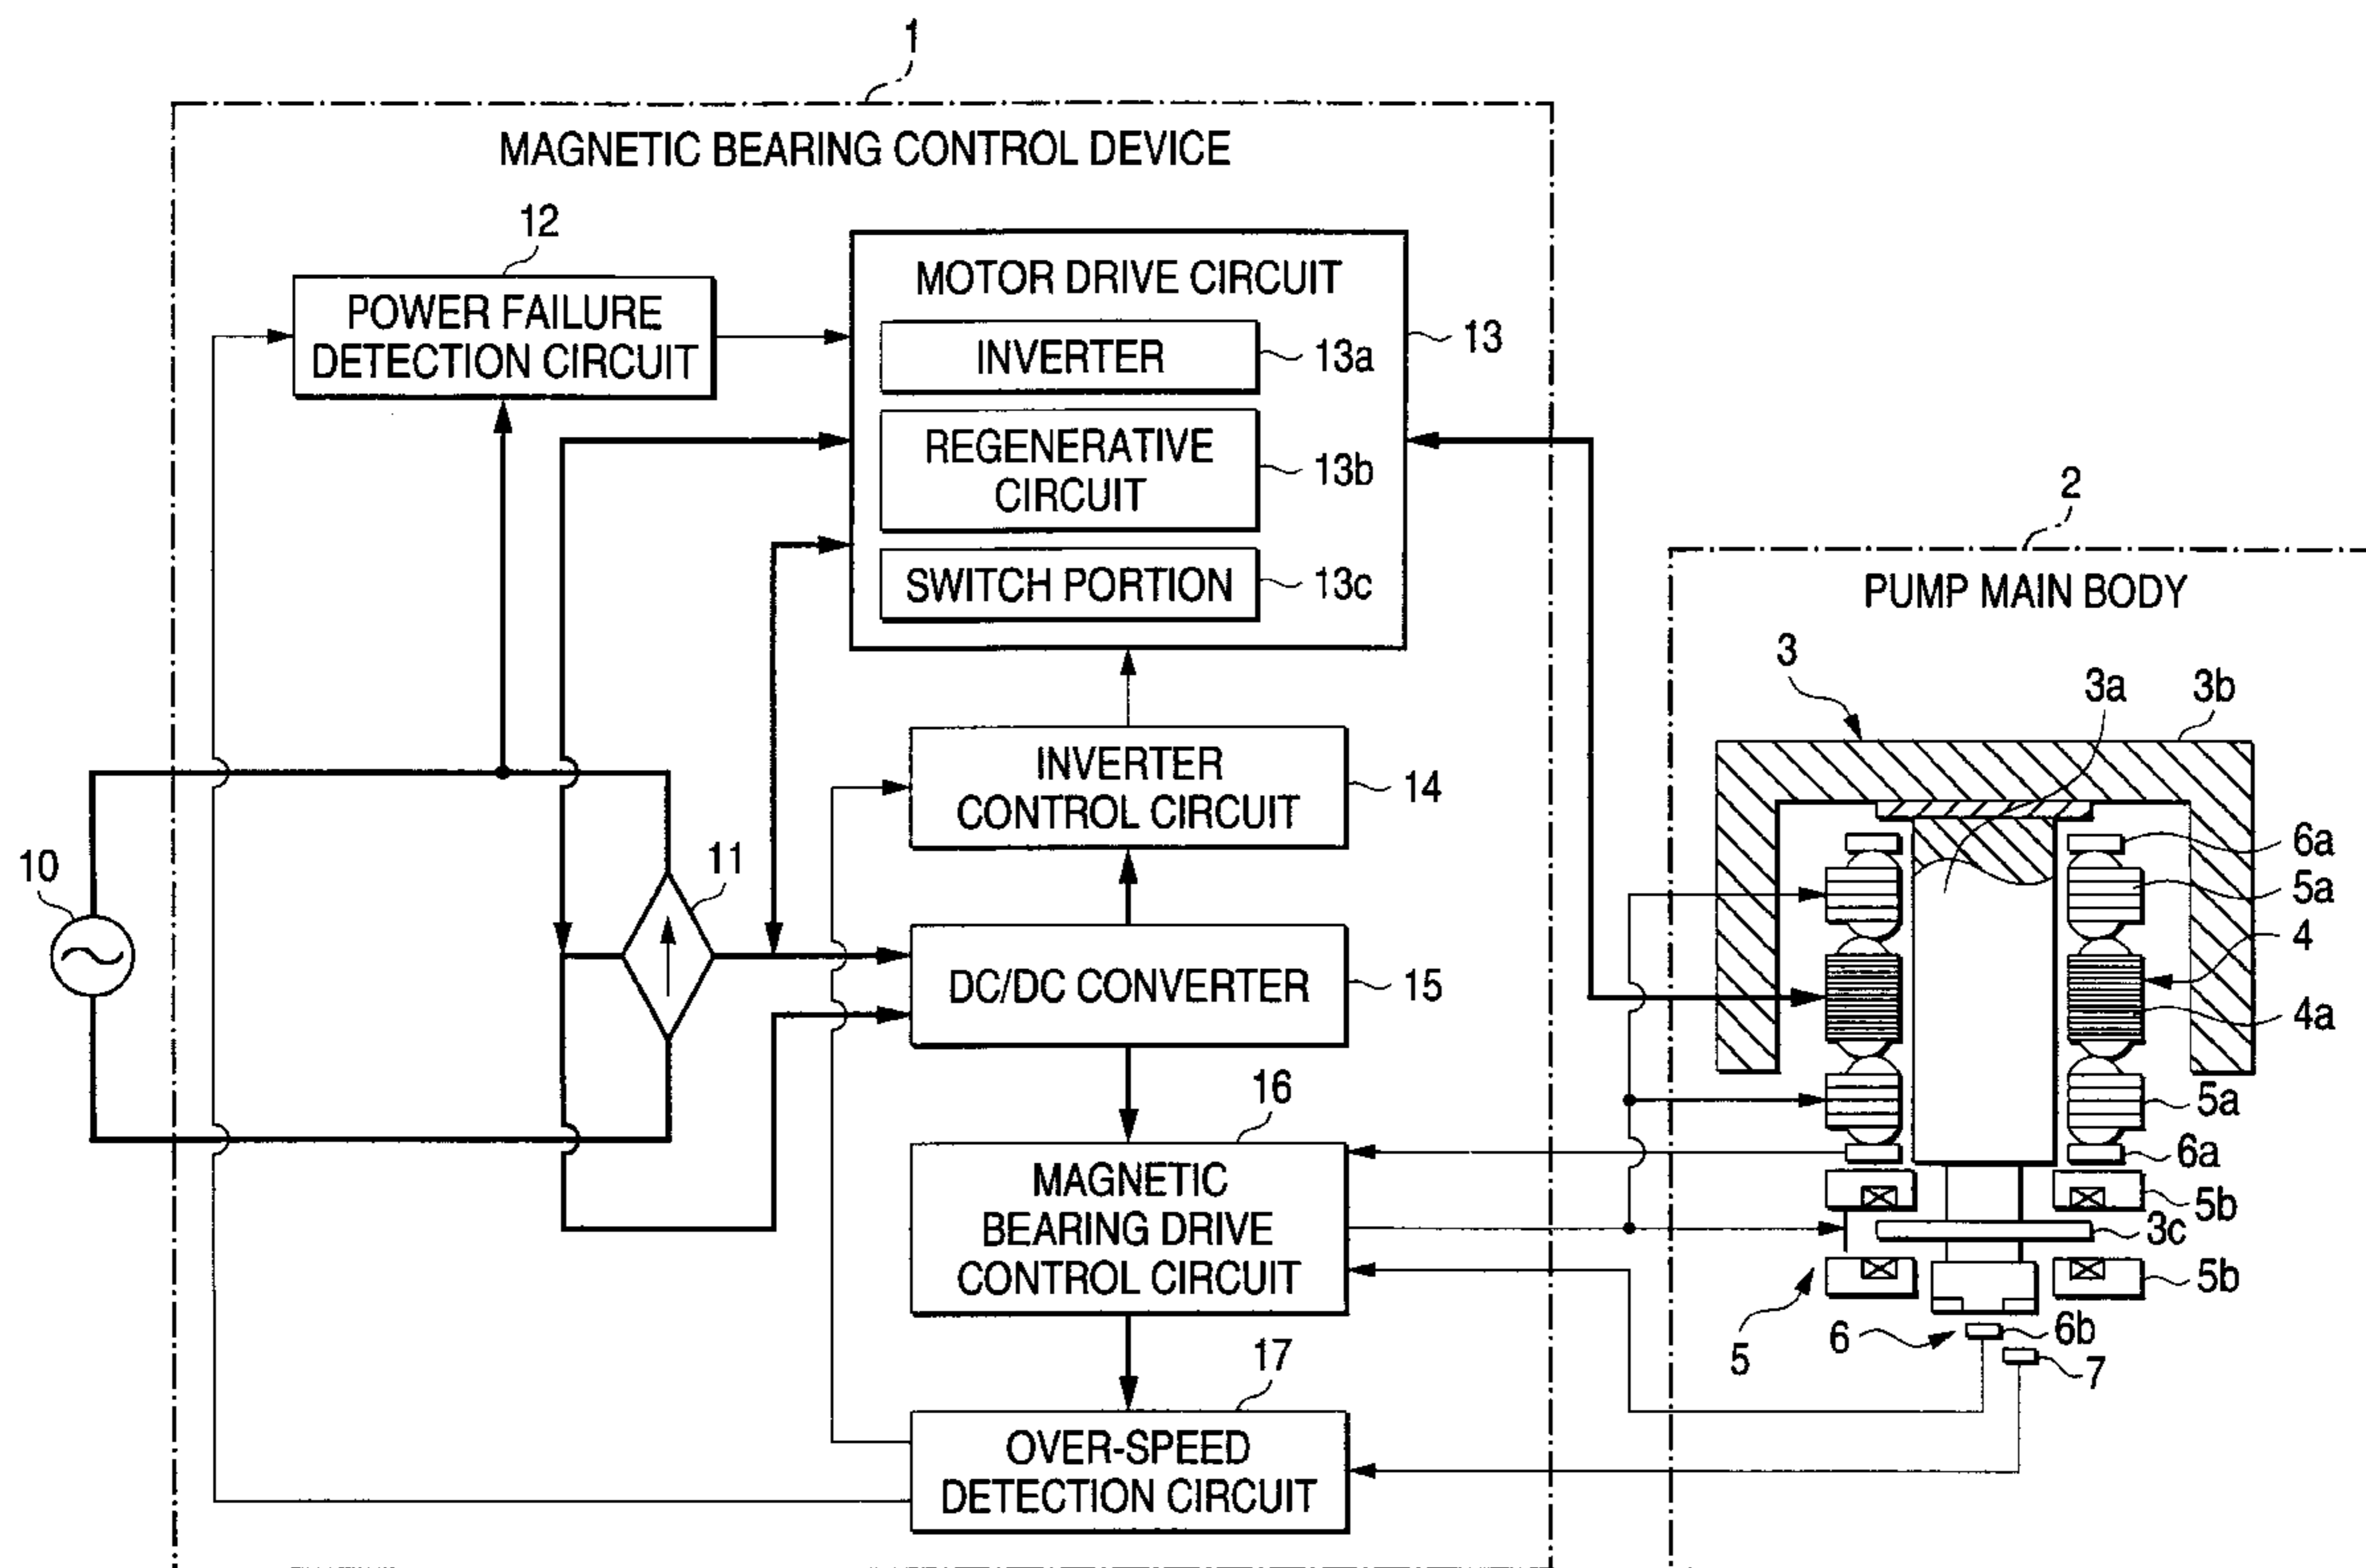 1
MAGNETIC BEARING CONTROL DEVICE
12
POWER FAILURE
DETECTION CIRCUIT
MOTOR DRIVE CIRCUIT
13
INVERTER
13a
REGENERATIVE
CIRCUIT
13b
SWITCH PORTION
13c
2
PUMP MAIN BODY
3
3a
3b
INVERTER
CONTROL CIRCUIT
14
10
11
6a
5a
4
4a
DC/DC CONVERTER
15
16
MAGNETIC
BEARING DRIVE
CONTROL CIRCUIT
5a
6a
5b
3c
5b
5
6
6b
7
17
OVER-SPEED
DETECTION CIRCUIT